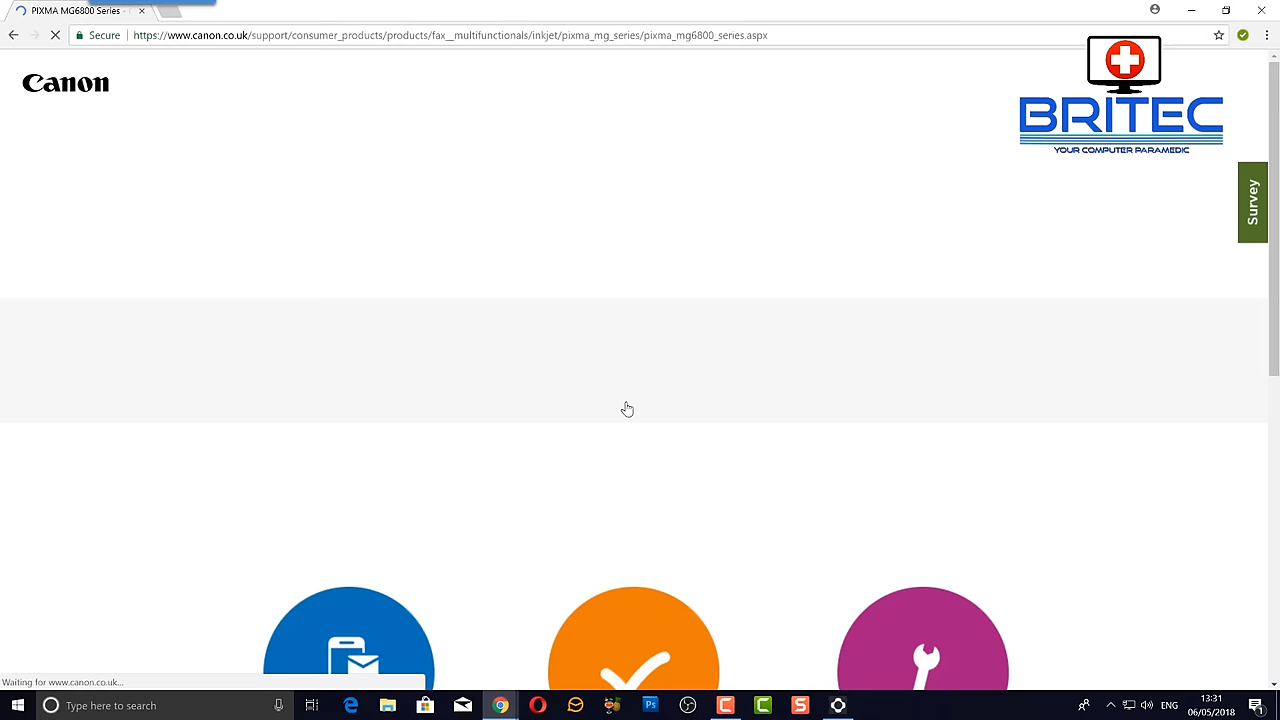 PIXMA MG6800 Series -
Secure https://www.canon.co.uk/support/consumer_products/products/fax__multifunctionals/inkjet/pixma_mg_series/pixma_mg6800_series.aspx
Canon
BRITEC
YOUR COMPUTER PARAMEDIC
Survey
Waiting for www.canon.co.uk...
Type here to search
Ps
ENG
13:31
06/05/2018
1